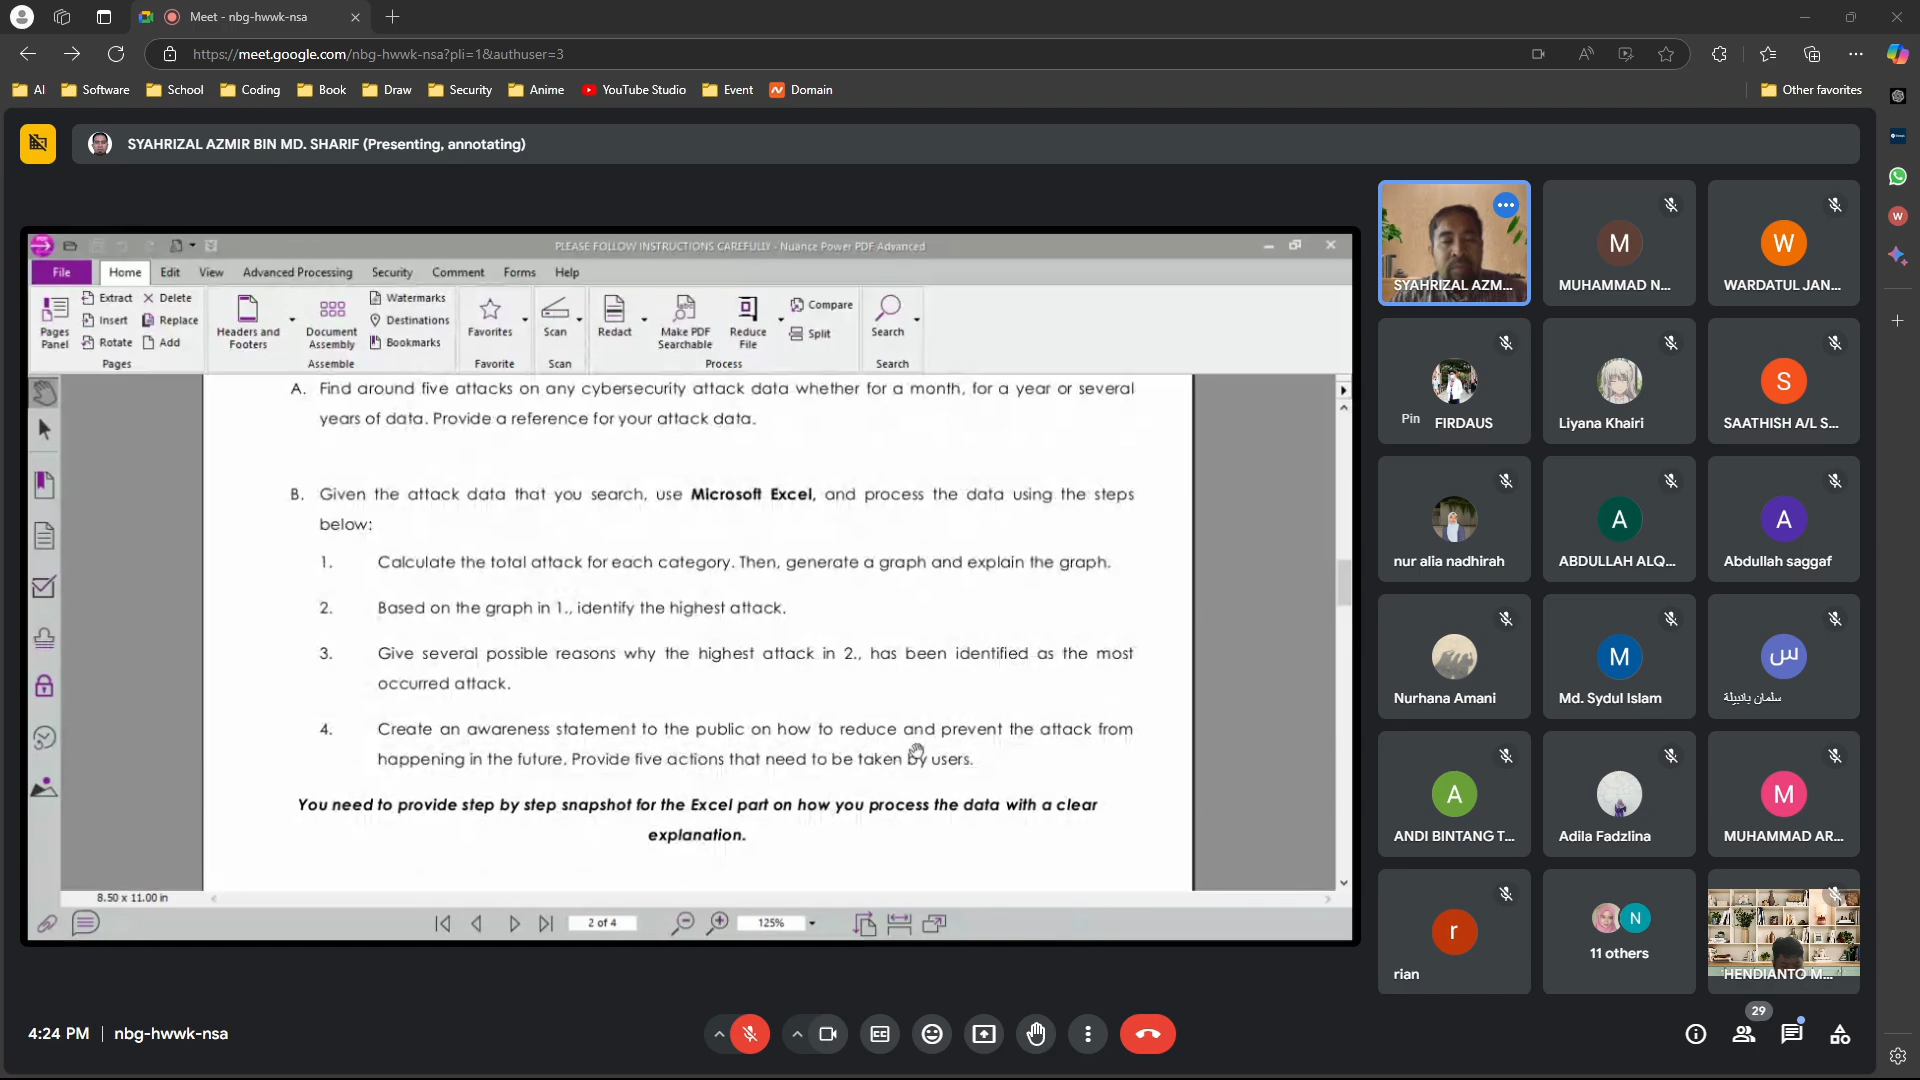 Meet - nbg-hwwk-nsa
https://meet.google.com/nbg-hwwk-nsa?pli=1&authuser=3
AI Software School Coding Book Draw Security Anime YouTube Studio Event Domain Other favorites
SYAHRIZAL AZMIR BIN MD. SHARIF (Presenting, annotating)
PLEASE FOLLOW INSTRUCTIONS CAREFULLY - Nuance Power PDF Advanced
File Home Edit View Advanced Processing Security Comment Forms Help
Pages Panel
Extract
Delete
Insert
Replace
Rotate
Add
Pages
Headers and Footers
Document Assembly
Watermarks
Destinations
Bookmarks
Assemble
Favorites
Favorite
Scan
Scan
Redact
Make PDF Searchable
Reduce File
Compare
Split
Process
Search
Search
A. Find around five attacks on any cybersecurity attack data whether for a month, for a year or several
years of data. Provide a reference for your attack data.
B. Given the attack data that you search, use Microsoft Excel, and process the data using the steps
below:
1. Calculate the total attack for each category. Then, generate a graph and explain the graph.
2. Based on the graph in 1., identify the highest attack.
3. Give several possible reasons why the highest attack in 2., has been identified as the most
occurred attack.
4. Create an awareness statement to the public on how to reduce and prevent the attack from
happening in the future. Provide five actions that need to be taken by users.
You need to provide step by step snapshot for the Excel part on how you process the data with a clear
explanation.
8.50 x 11.00 in
2 of 4
125%
SYAHRIZAL AZM...
M
MUHAMMAD N...
W
WARDATUL JAN...
Pin
FIRDAUS
Liyana Khairi
S
SAATHISH A/L S...
nur alia nadhirah
A
ABDULLAH ALQ...
A
Abdullah saggaf
Nurhana Amani
M
Md. Sydul Islam
س
سلمان بانبيلة
A
ANDI BINTANG T...
Adila Fadzlina
M
MUHAMMAD AR...
r
rian
N
11 others
HENDIANTO M...
4:24 PM | nbg-hwwk-nsa
29